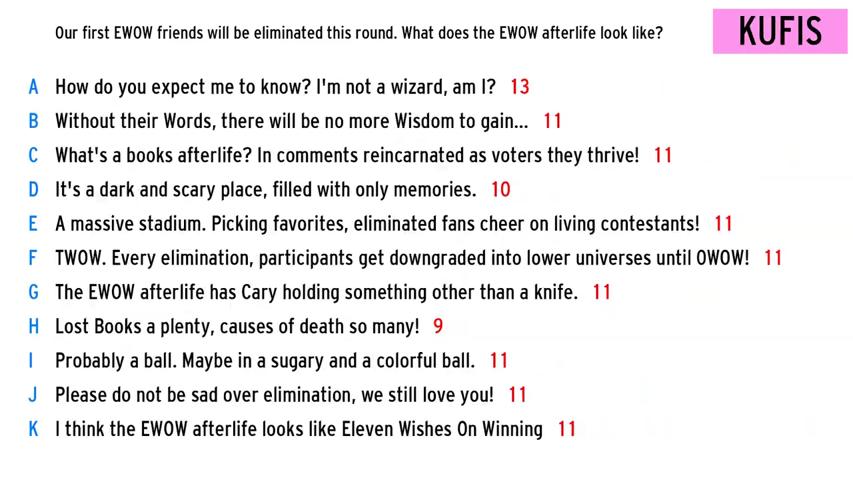 Our first EWOW friends will be eliminated this round. What does the EWOW afterlife look like?
KUFIS
A How do you expect me to know? I'm not a wizard, am I? 13
B Without their Words, there will be no more Wisdom to gain... 11
C What's a books afterlife? In comments reincarnated as voters they thrive! 11
D It's a dark and scary place, filled with only memories. 10
E A massive stadium. Picking favorites, eliminated fans cheer on living contestants! 11
F TWOW. Every elimination, participants get downgraded into lower universes until OWOW! 11
G The EWOW afterlife has Cary holding something other than a knife. 11
H Lost Books a plenty, causes of death so many! 9
I Probably a ball. Maybe in a sugary and a colorful ball. 11
J Please do not be sad over elimination, we still love you! 11
K I think the EWOW afterlife looks like Eleven Wishes On Winning 11